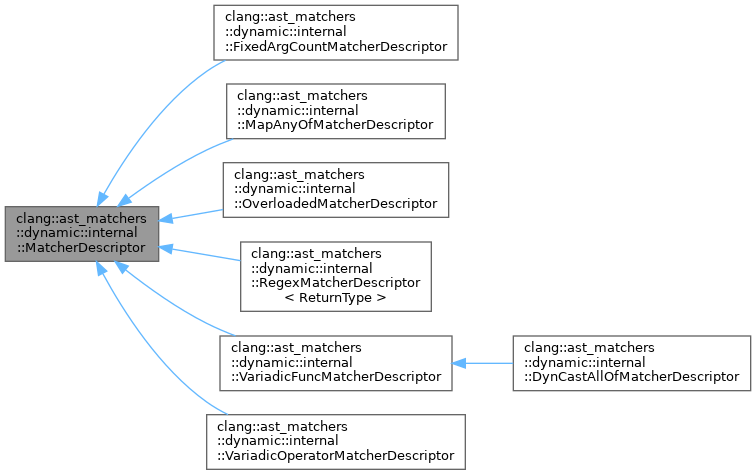 clang::ast_matchers
::dynamic::internal
::FixedArgCountMatcherDescriptor
clang::ast_matchers
::dynamic::internal
::MapAnyOfMatcherDescriptor
clang::ast_matchers
::dynamic::internal
::OverloadedMatcherDescriptor
clang::ast_matchers
::dynamic::internal
::MatcherDescriptor
clang::ast_matchers
::dynamic::internal
::RegexMatcherDescriptor
< ReturnType >
clang::ast_matchers
::dynamic::internal
::VariadicFuncMatcherDescriptor
clang::ast_matchers
::dynamic::internal
::DynCastAllOfMatcherDescriptor
clang::ast_matchers
::dynamic::internal
::VariadicOperatorMatcherDescriptor